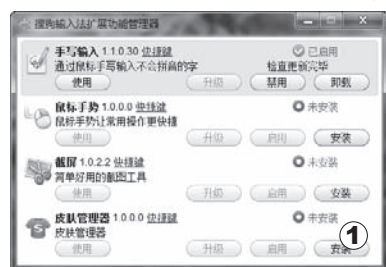 搜狗输入法扩展功能管理器
手写输入 1.1.0.30 快捷键
已启用
通过鼠标手写输入不会拼音的字
检查更新完毕
使用 升级 禁用 卸载
鼠标手势 1.0.0.0 快捷键
未安装
鼠标手势让常用操作更快捷
使用 升级 启用 安装
截屏 1.0.2.2 快捷键
未安装
简单好用的截图工具
使用 升级 启用 安装
皮肤管理器 1.0.0.0 快捷键
未安装
皮肤管理器
使用 升级 启用 安装
1